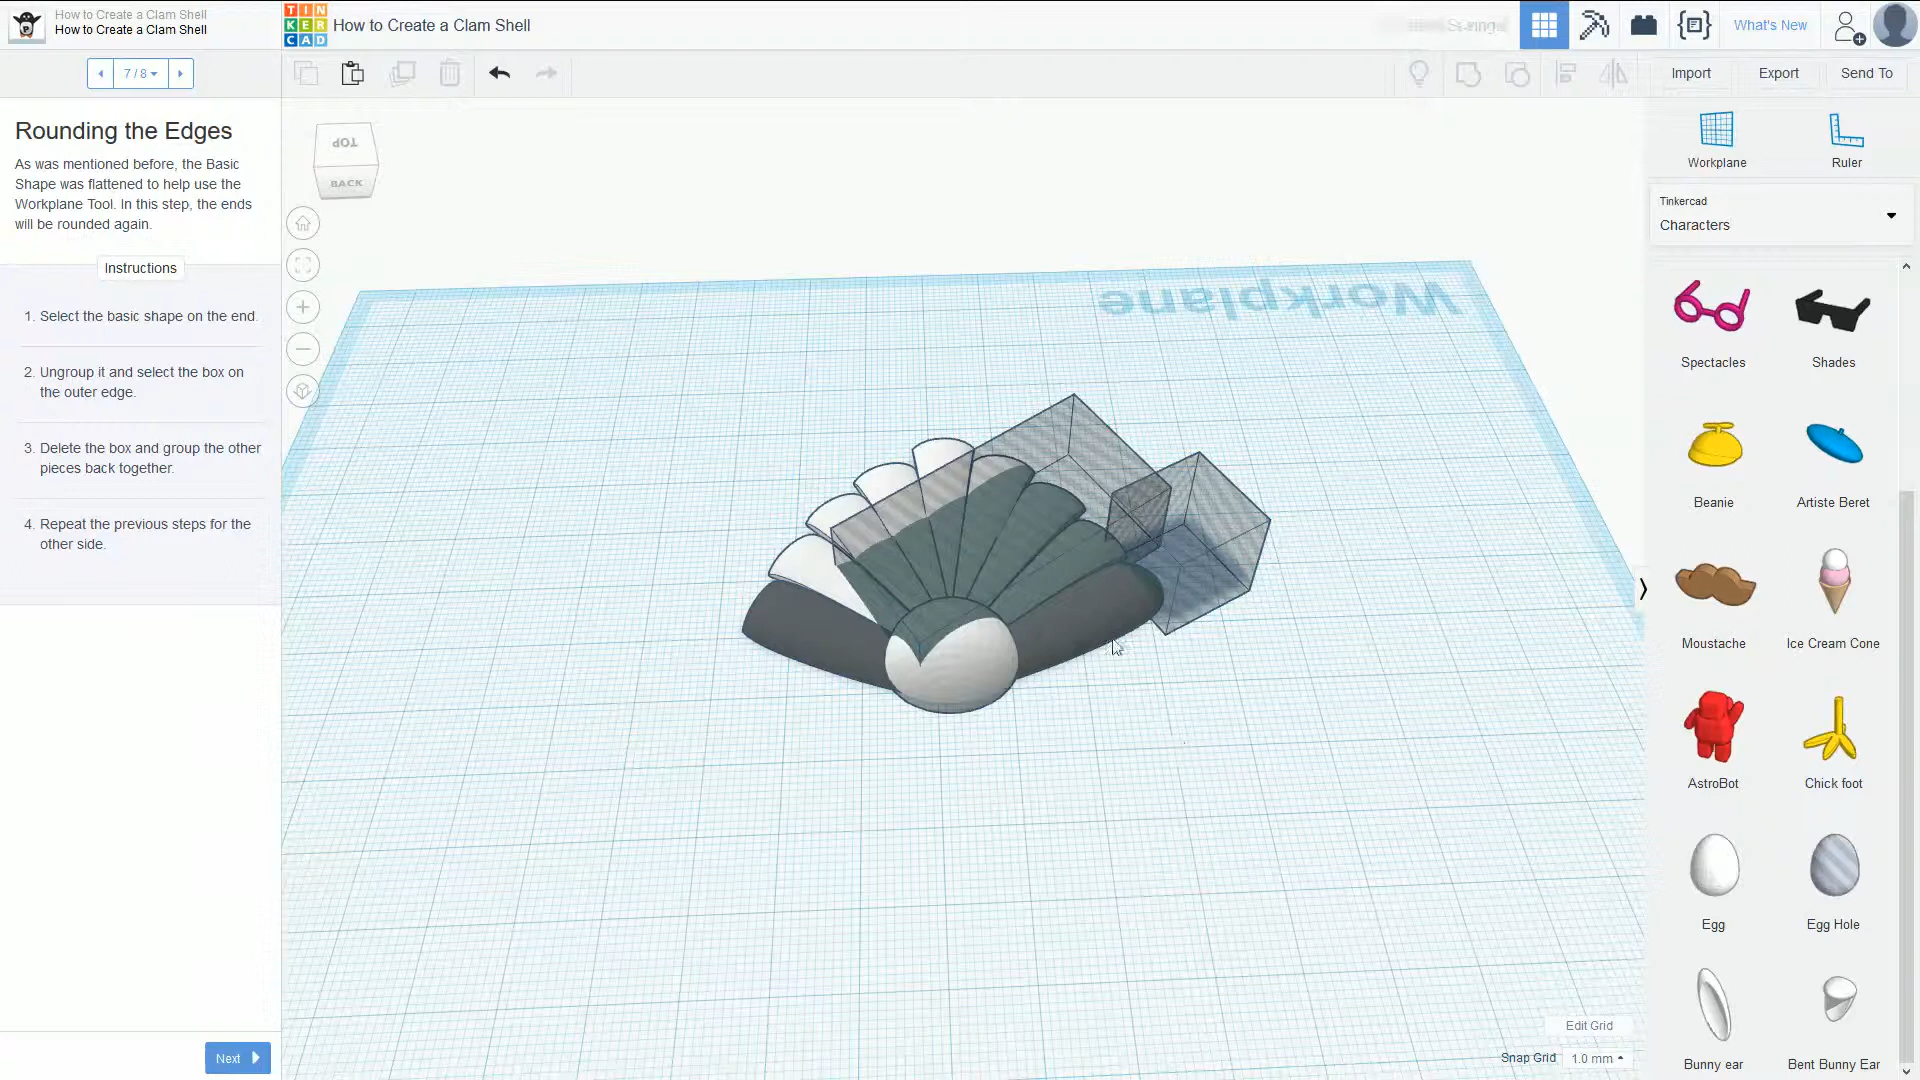 How to Create a Clam Shell
How to Create a Clam Shell
TIN
KER
CAD
How to Create a Clam Shell
What's New
7 / 8
Import
Export
Send To
Rounding the Edges
As was mentioned before, the Basic
Shape was flattened to help use the
Workplane Tool. In this step, the ends
will be rounded again.
Instructions
1. Select the basic shape on the end.
2. Ungroup it and select the box on
the outer edge.
3. Delete the box and group the other
pieces back together.
4. Repeat the previous steps for the
other side.
Next
TOP
BACK
Workplane
Workplane
Ruler
Tinkercad
Characters
Spectacles
Shades
Beanie
Artiste Beret
Moustache
Ice Cream Cone
AstroBot
Chick foot
Egg
Egg Hole
Bunny ear
Bent Bunny Ear
Edit Grid
Snap Grid
1.0 mm